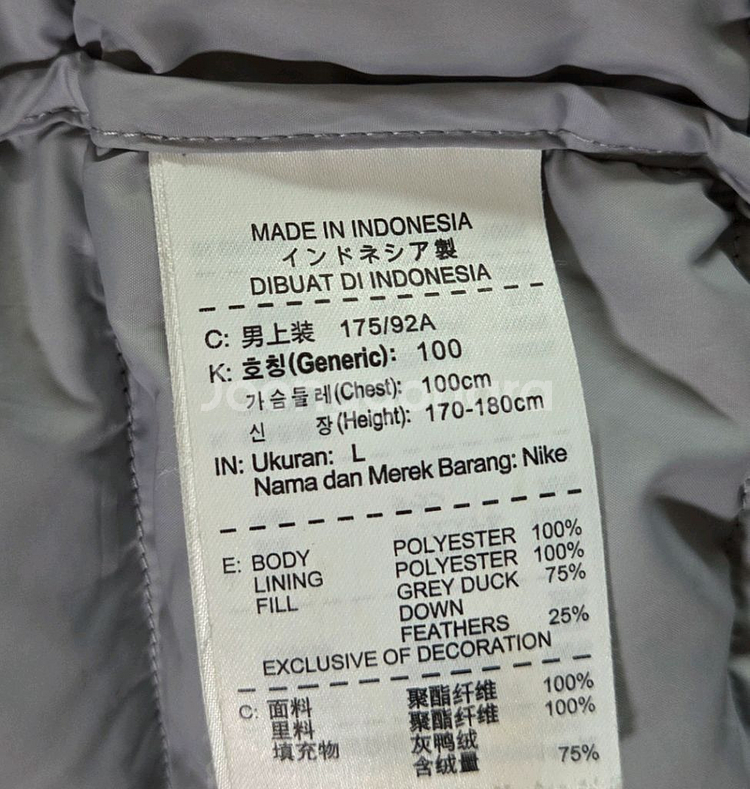 MADE IN INDONESIA
インドネシア製
DIBUAT DI INDONESIA
C: 男上装 175/92A
K: 호칭(Generic): 100
가슴둘레(Chest): 100cm
신 장(Height): 170-180cm
IN: Ukuran: L
Nama dan Merek Barang: Nike
E: BODY POLYESTER 100%
LINING POLYESTER 100%
FILL GREY DUCK 75%
DOWN
FEATHERS 25%
EXCLUSIVE OF DECORATION
C: 面料 聚酯纤维 100%
里料 聚酯纤维 100%
填充物 灰鸭绒
含绒量 75%